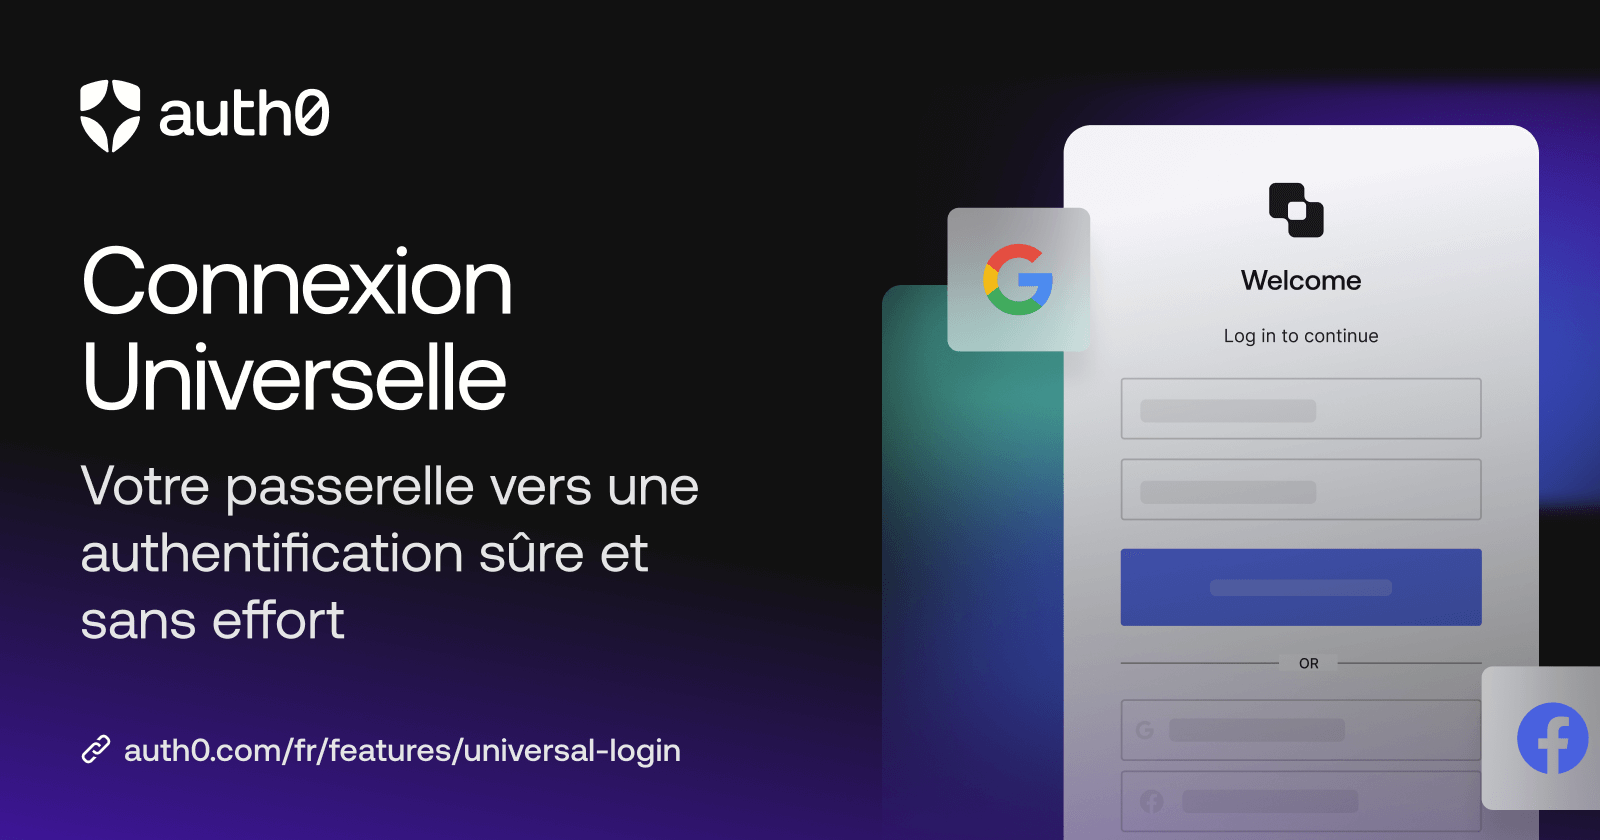 auth0
Connexion
Universelle
Votre passerelle vers une
authentification sûre et
sans effort
auth0.com/fr/features/universal-login
Welcome
Log in to continue
OR